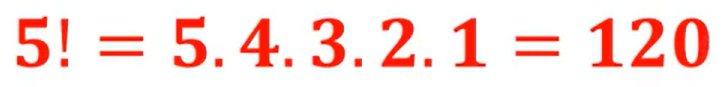 5! = 5.4.3.2.1 = 120